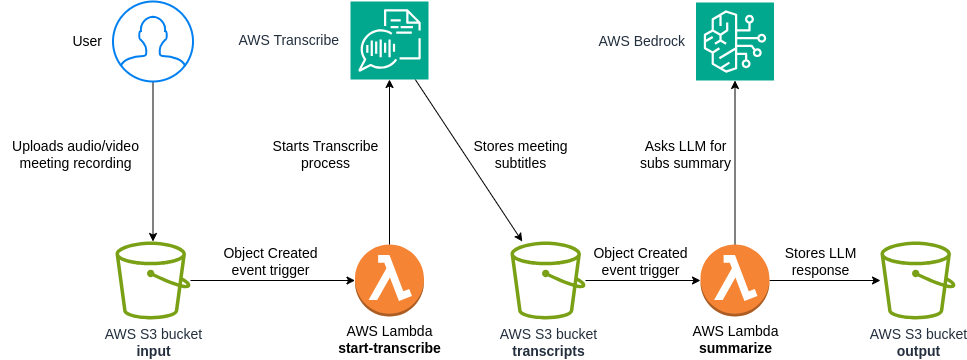 User
AWS Transcribe
AWS Bedrock
Uploads audio/video
meeting recording
Starts Transcribe
process
Stores meeting
subtitles
Asks LLM for
subs summary
Object Created
event trigger
Object Created
event trigger
Stores LLM
response
AWS S3 bucket
input
AWS Lambda
start-transcribe
AWS S3 bucket
transcripts
AWS Lambda
summarize
AWS S3 bucket
output